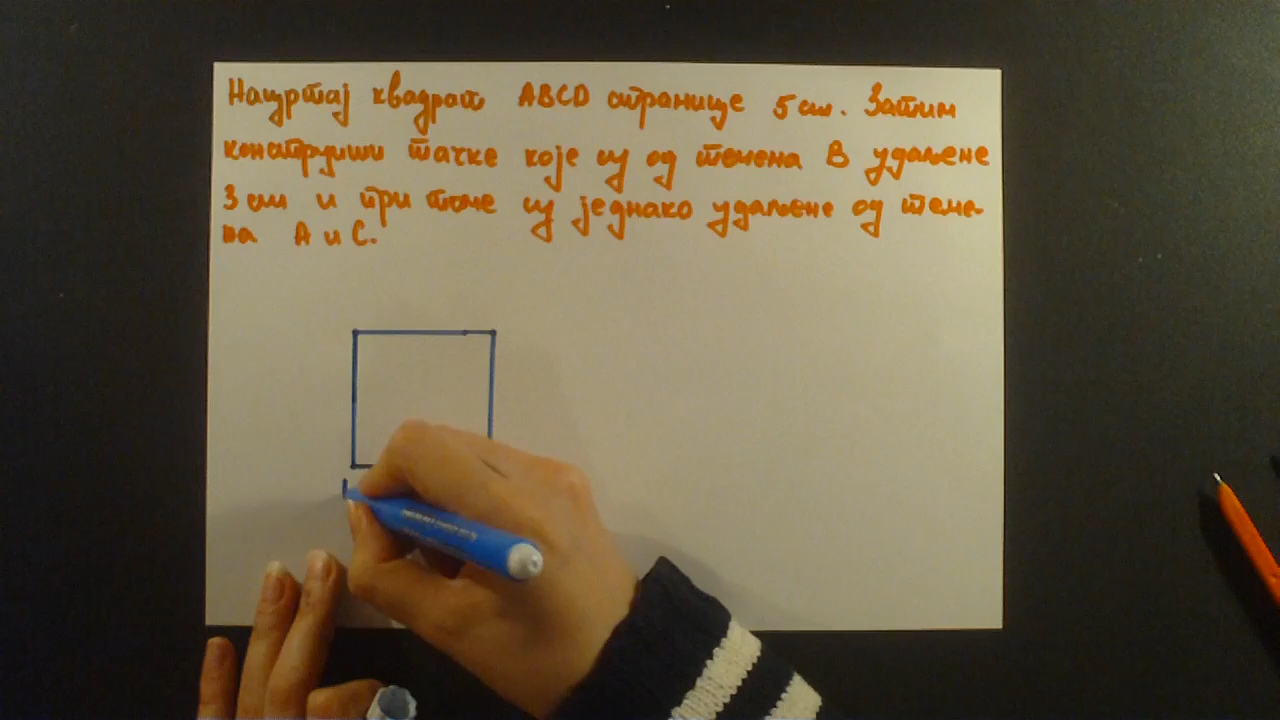 Нацртај квадрат ABCD странице 5 cm. Затим
конструиши тачке које су од темена B удаљене
3 cm и при томе су једнако удаљене од теме-
на A и C.